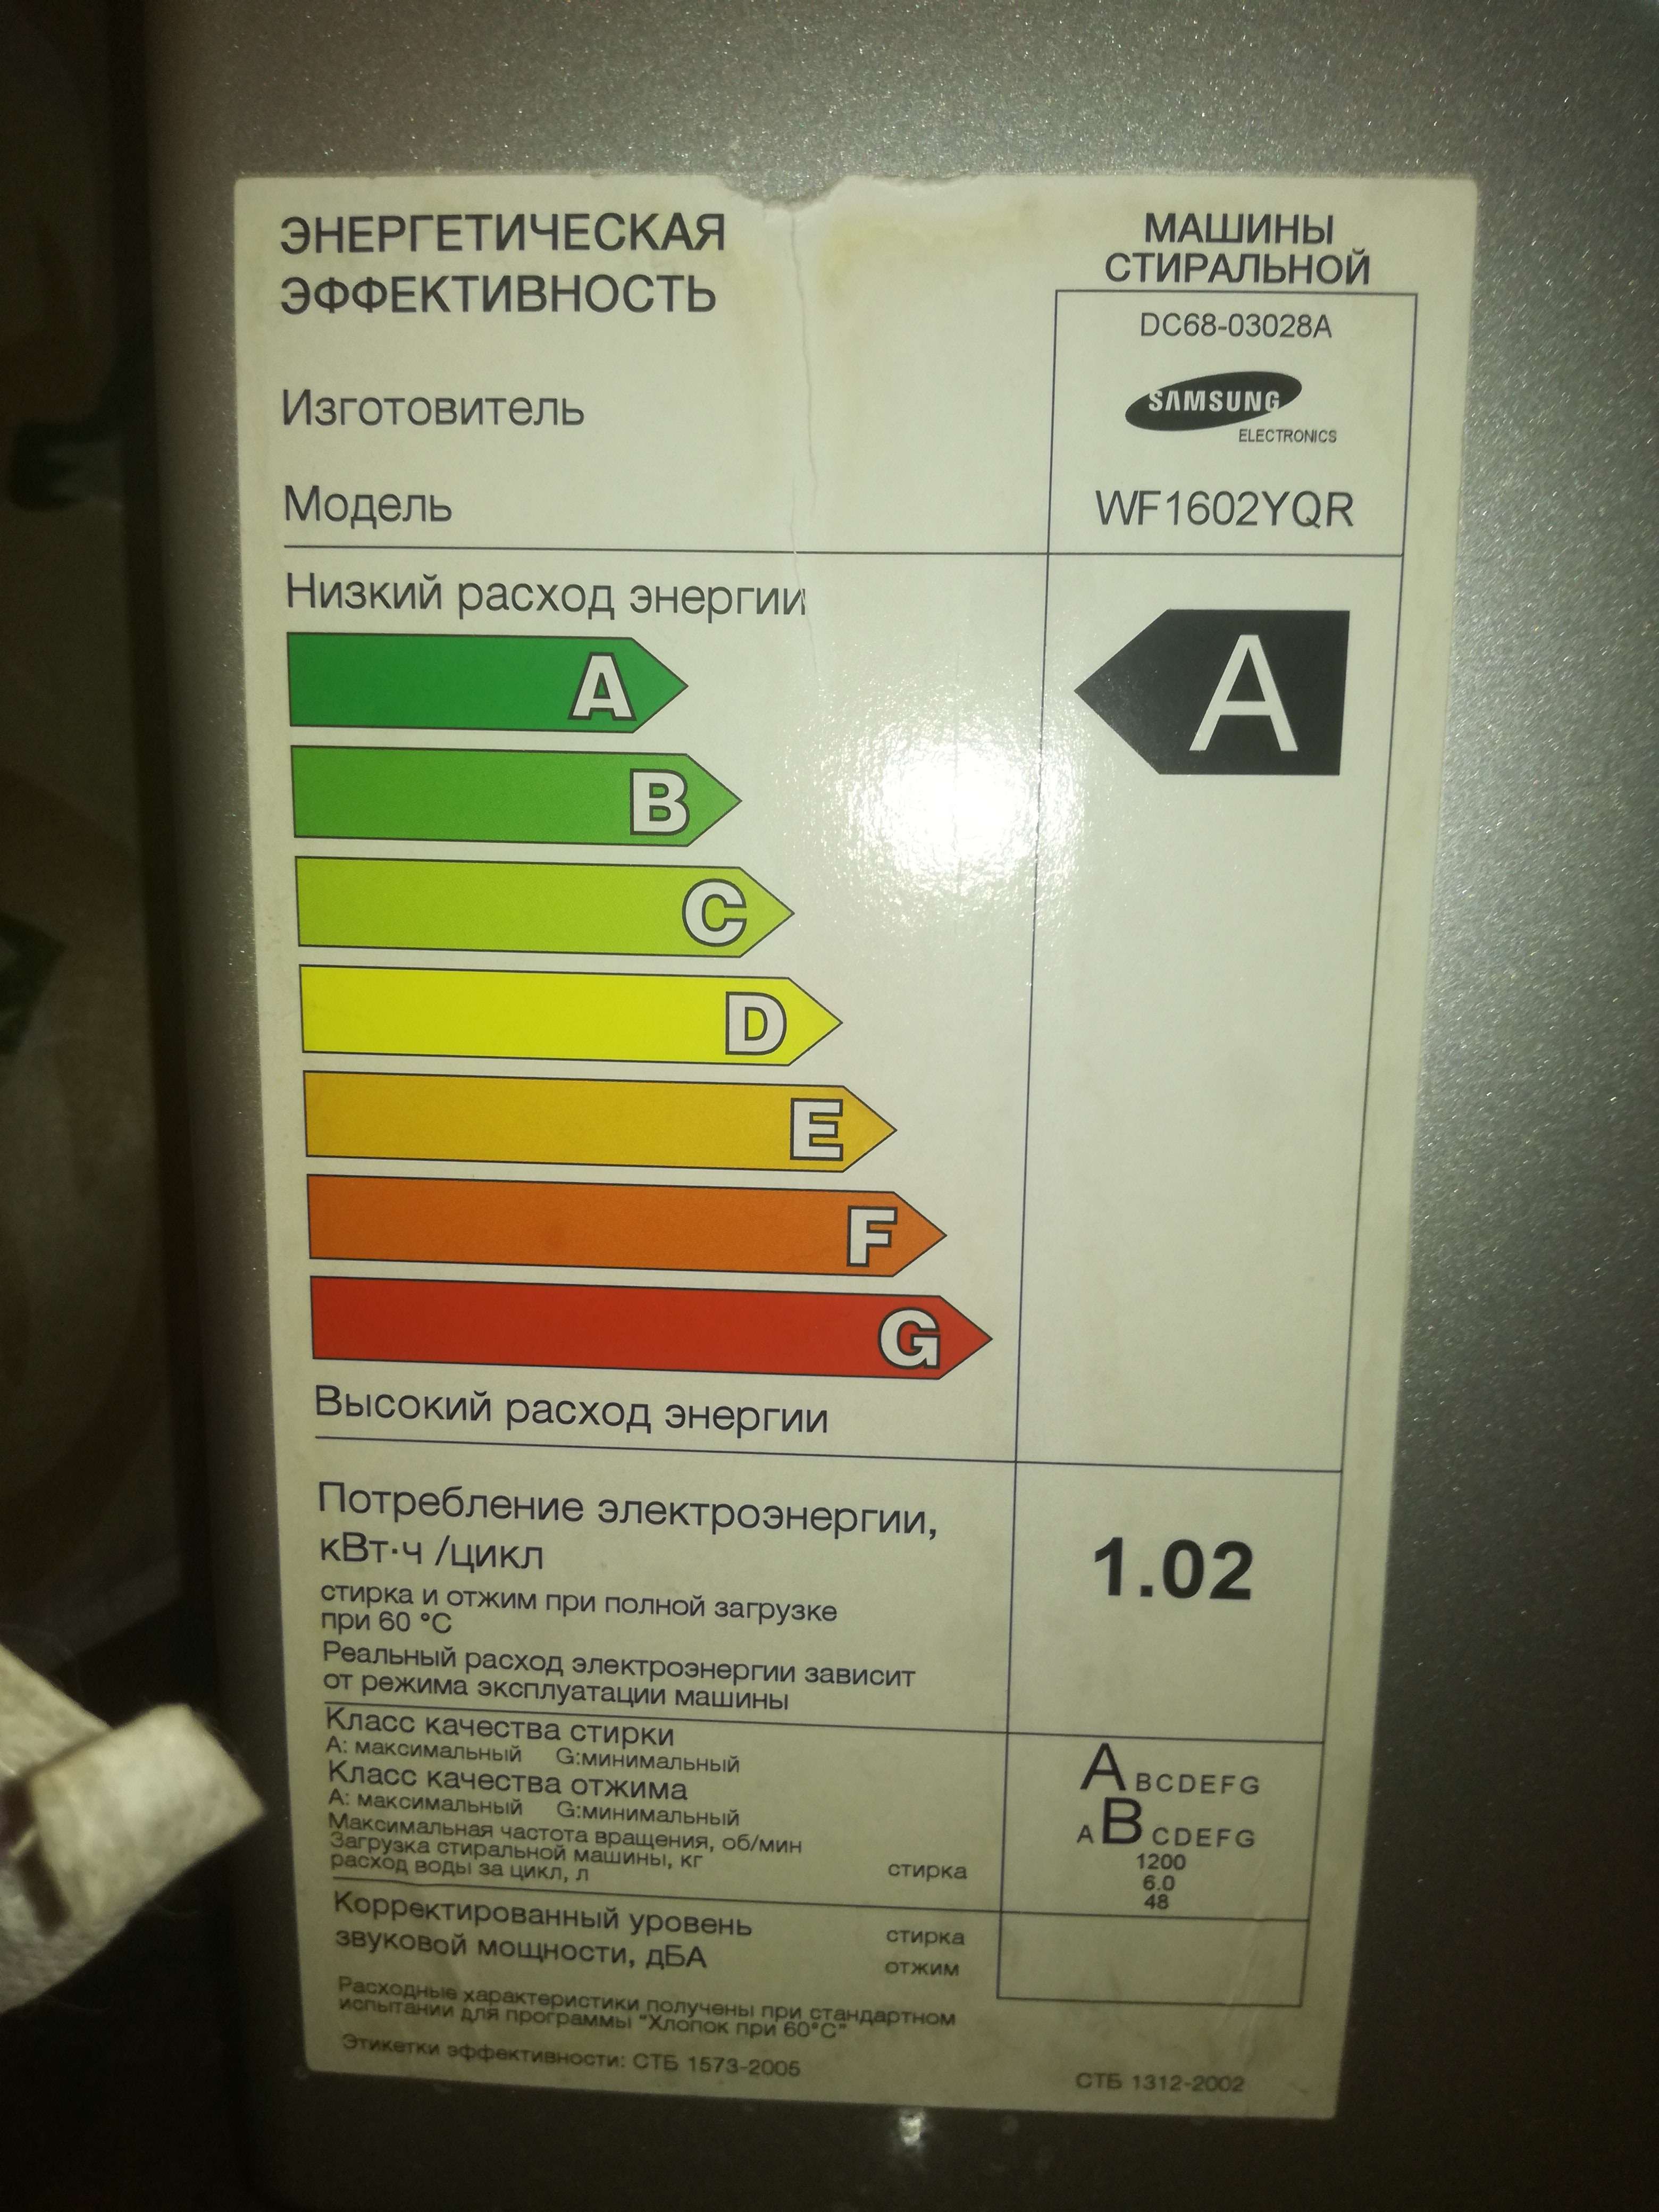 ЭНЕРГЕТИЧЕСКАЯ
ЭФФЕКТИВНОСТЬ
МАШИНЫ
СТИРАЛЬНОЙ
DC68-03028A
Изготовитель
SAMSUNG
ELECTRONICS
Модель
WF1602YQR
Низкий расход энергии
A
A
B
C
D
E
F
G
Высокий расход энергии
Потребление электроэнергии,
кВт·ч /цикл
1.02
стирка и отжим при полной загрузке
при 60 °C
Реальный расход электроэнергии зависит
от режима эксплуатации машины
Класс качества стирки
A: максимальный G:минимальный
A BCDEFG
Класс качества отжима
A: максимальный G:минимальный
A B CDEFG
Максимальная частота вращения, об/мин
1200
Загрузка стиральной машины, кг
стирка
6.0
расход воды за цикл, л
48
Корректированный уровень
звуковой мощности, дБА
стирка
отжим
Расходные характеристики получены при стандартном
испытании для программы "Хлопок при 60°C"
Этикетки эффективности: СТБ 1573-2005
СТБ 1312-2002